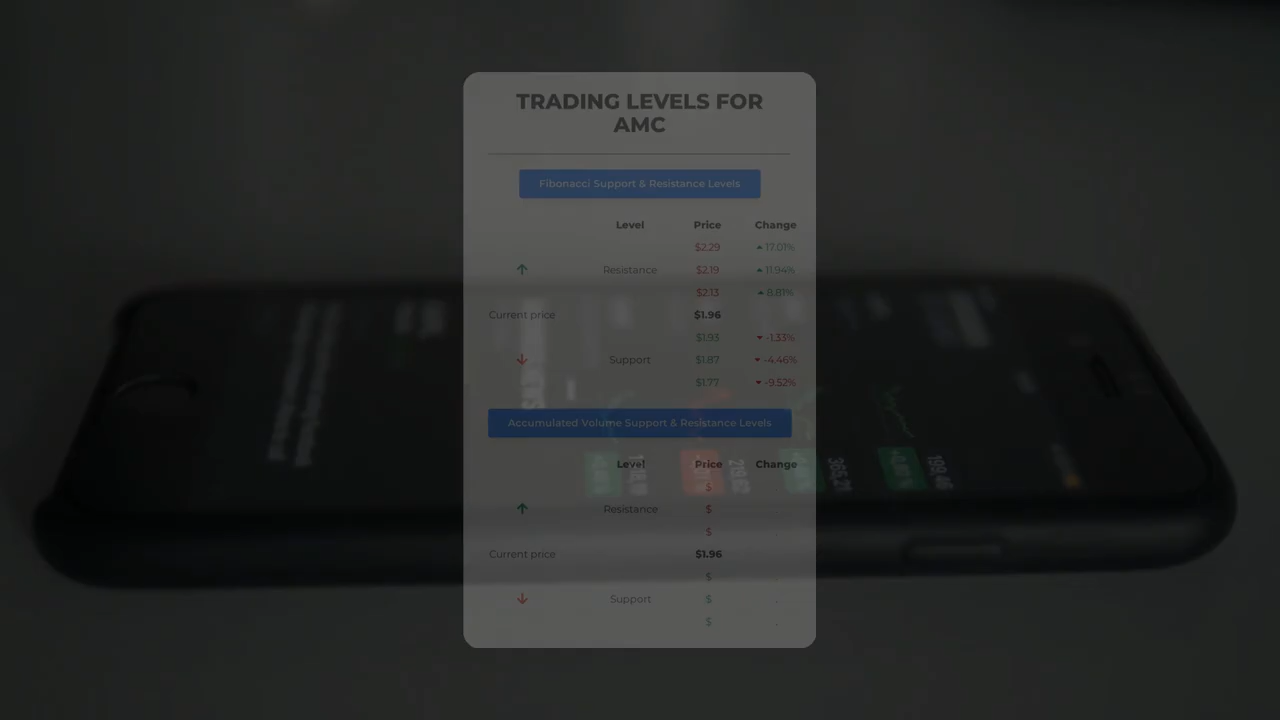 TRADING LEVELS FOR
AMC
Fibonacci Support & Resistance Levels
Level Price Change
$2.29 17.01%
Resistance $2.19 11.94%
$2.13 8.81%
Current price $1.96
$1.93 -1.33%
Support $1.87 -4.46%
$1.77 -9.52%
Accumulated Volume Support & Resistance Levels
Level Price Change
$
Resistance $
$ .
Current price $1.96
$ .
Support $ .
$ .